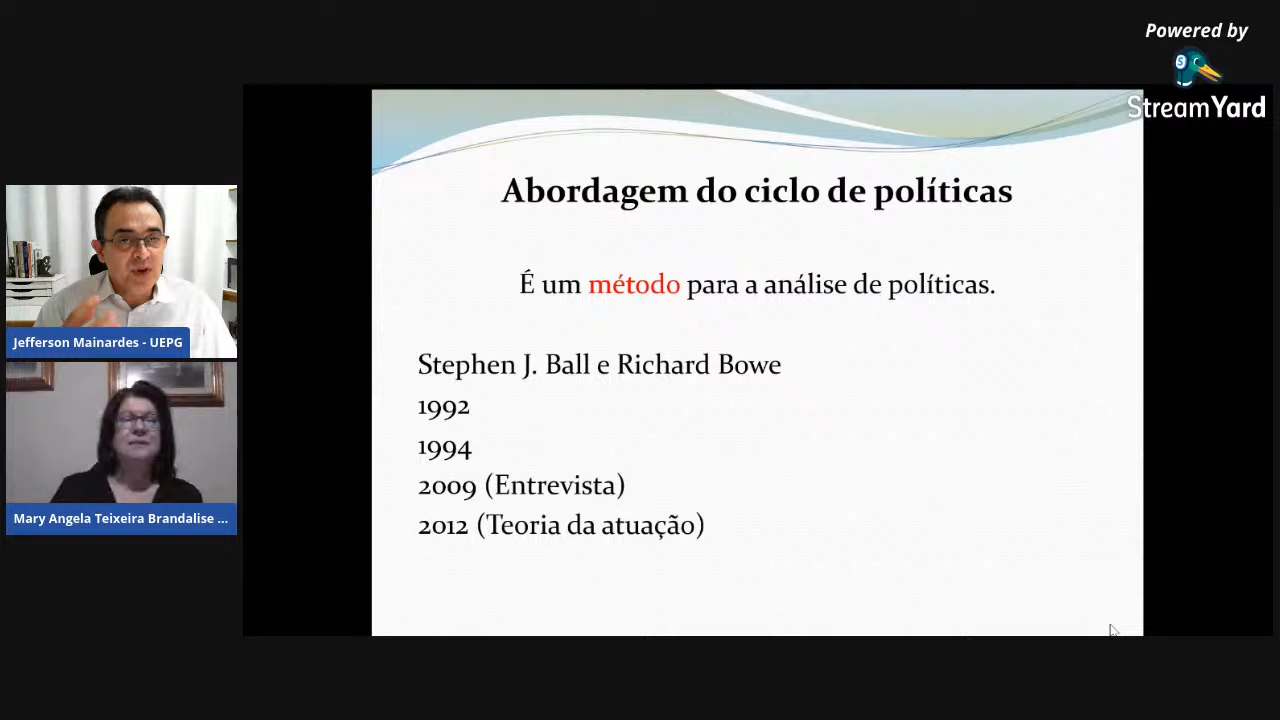 Powered by
StreamYard
Abordagem do ciclo de políticas
É um método para a análise de políticas.
Stephen J. Ball e Richard Bowe
1992
1994
2009 (Entrevista)
2012 (Teoria da atuação)
Jefferson Mainardes - UEPG
Mary Angela Teixeira Brandalise ...